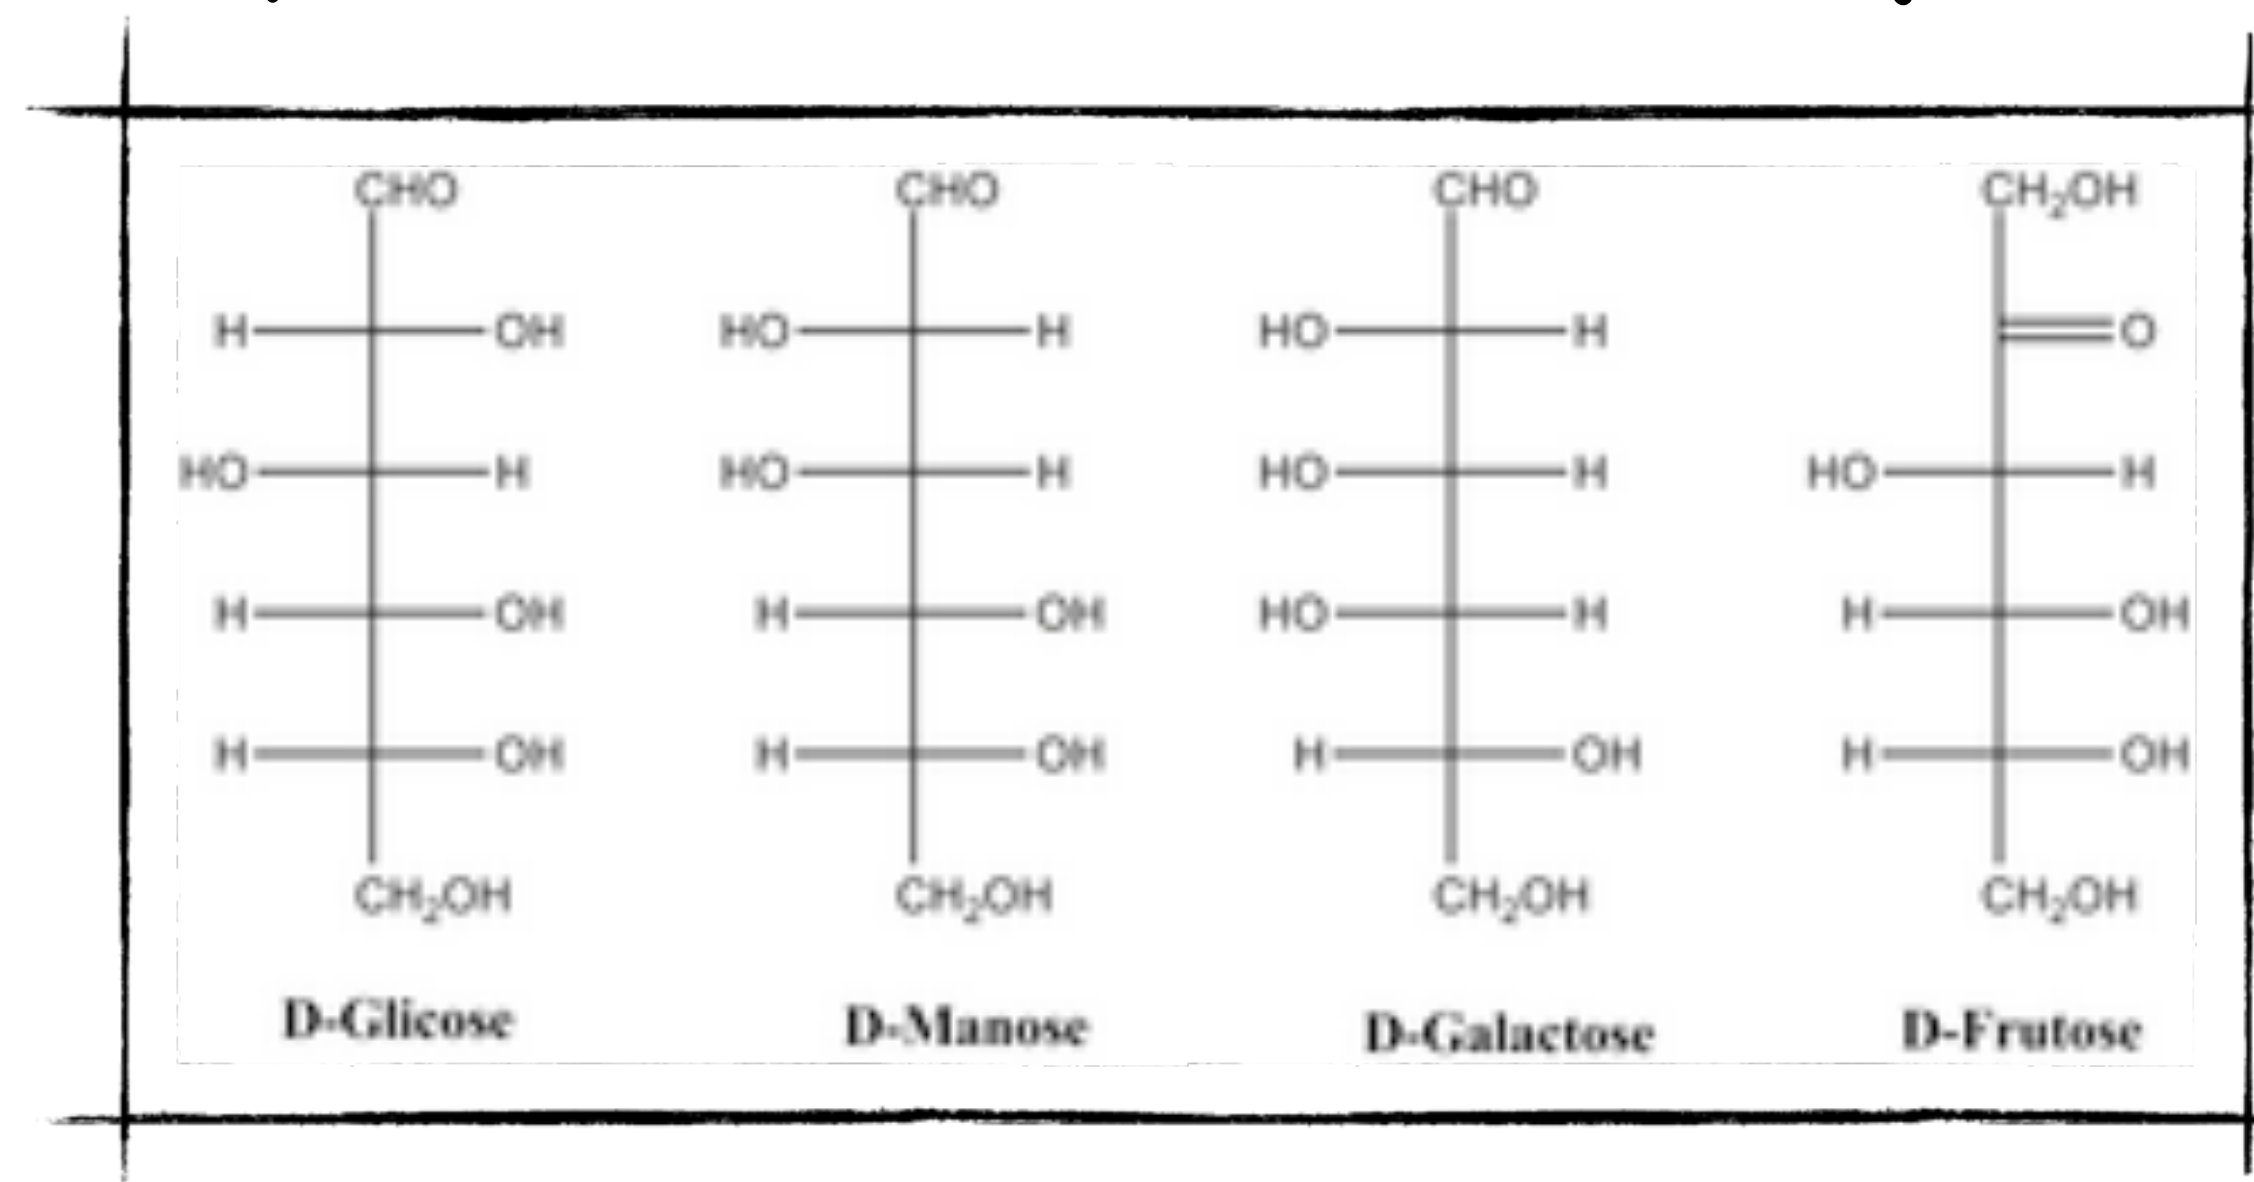 CHO CHO CHO CH₂OH
H OH HO H HO H O
HO H HO H HO H HO H
H OH H OH HO H H OH
H OH H OH H OH H OH
CH₂OH CH₂OH CH₂OH CH₂OH
D-Glicose D-Manose D-Galactose D-Frutose